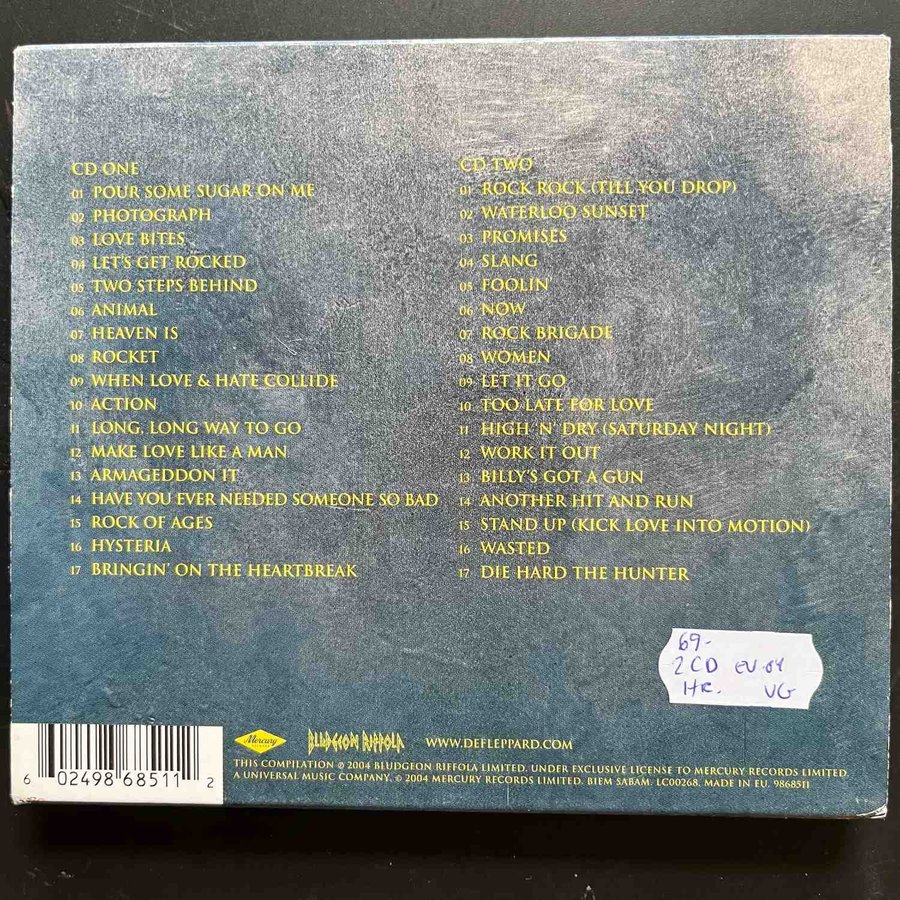 CD ONE
01 POUR SOME SUGAR ON ME
02 PHOTOGRAPH
03 LOVE BITES
04 LET'S GET ROCKED
05 TWO STEPS BEHIND
06 ANIMAL
07 HEAVEN IS
08 ROCKET
09 WHEN LOVE & HATE COLLIDE
10 ACTION
11 LONG, LONG WAY TO GO
12 MAKE LOVE LIKE A MAN
13 ARMAGEDDON IT
14 HAVE YOU EVER NEEDED SOMEONE SO BAD
15 ROCK OF AGES
16 HYSTERIA
17 BRINGIN' ON THE HEARTBREAK
CD TWO
01 ROCK ROCK (TILL YOU DROP)
02 WATERLOO SUNSET
03 PROMISES
04 SLANG
05 FOOLIN'
06 NOW
07 ROCK BRIGADE
08 WOMEN
09 LET IT GO
10 TOO LATE FOR LOVE
11 HIGH 'N' DRY (SATURDAY NIGHT)
12 WORK IT OUT
13 BILLY'S GOT A GUN
14 ANOTHER HIT AND RUN
15 STAND UP (KICK LOVE INTO MOTION)
16 WASTED
17 DIE HARD THE HUNTER
69-
2 CD EU-04
HR. VG
6 02498 68511 2
Mercury
BLUDGEON RIFFOLA
WWW.DEFLEPPARD.COM
THIS COMPILATION ℗ 2004 BLUDGEON RIFFOLA LIMITED. UNDER EXCLUSIVE LICENSE TO MERCURY RECORDS LIMITED.
A UNIVERSAL MUSIC COMPANY. © 2004 MERCURY RECORDS LIMITED. BIEM SABAM. LC00268. MADE IN EU. 9868511